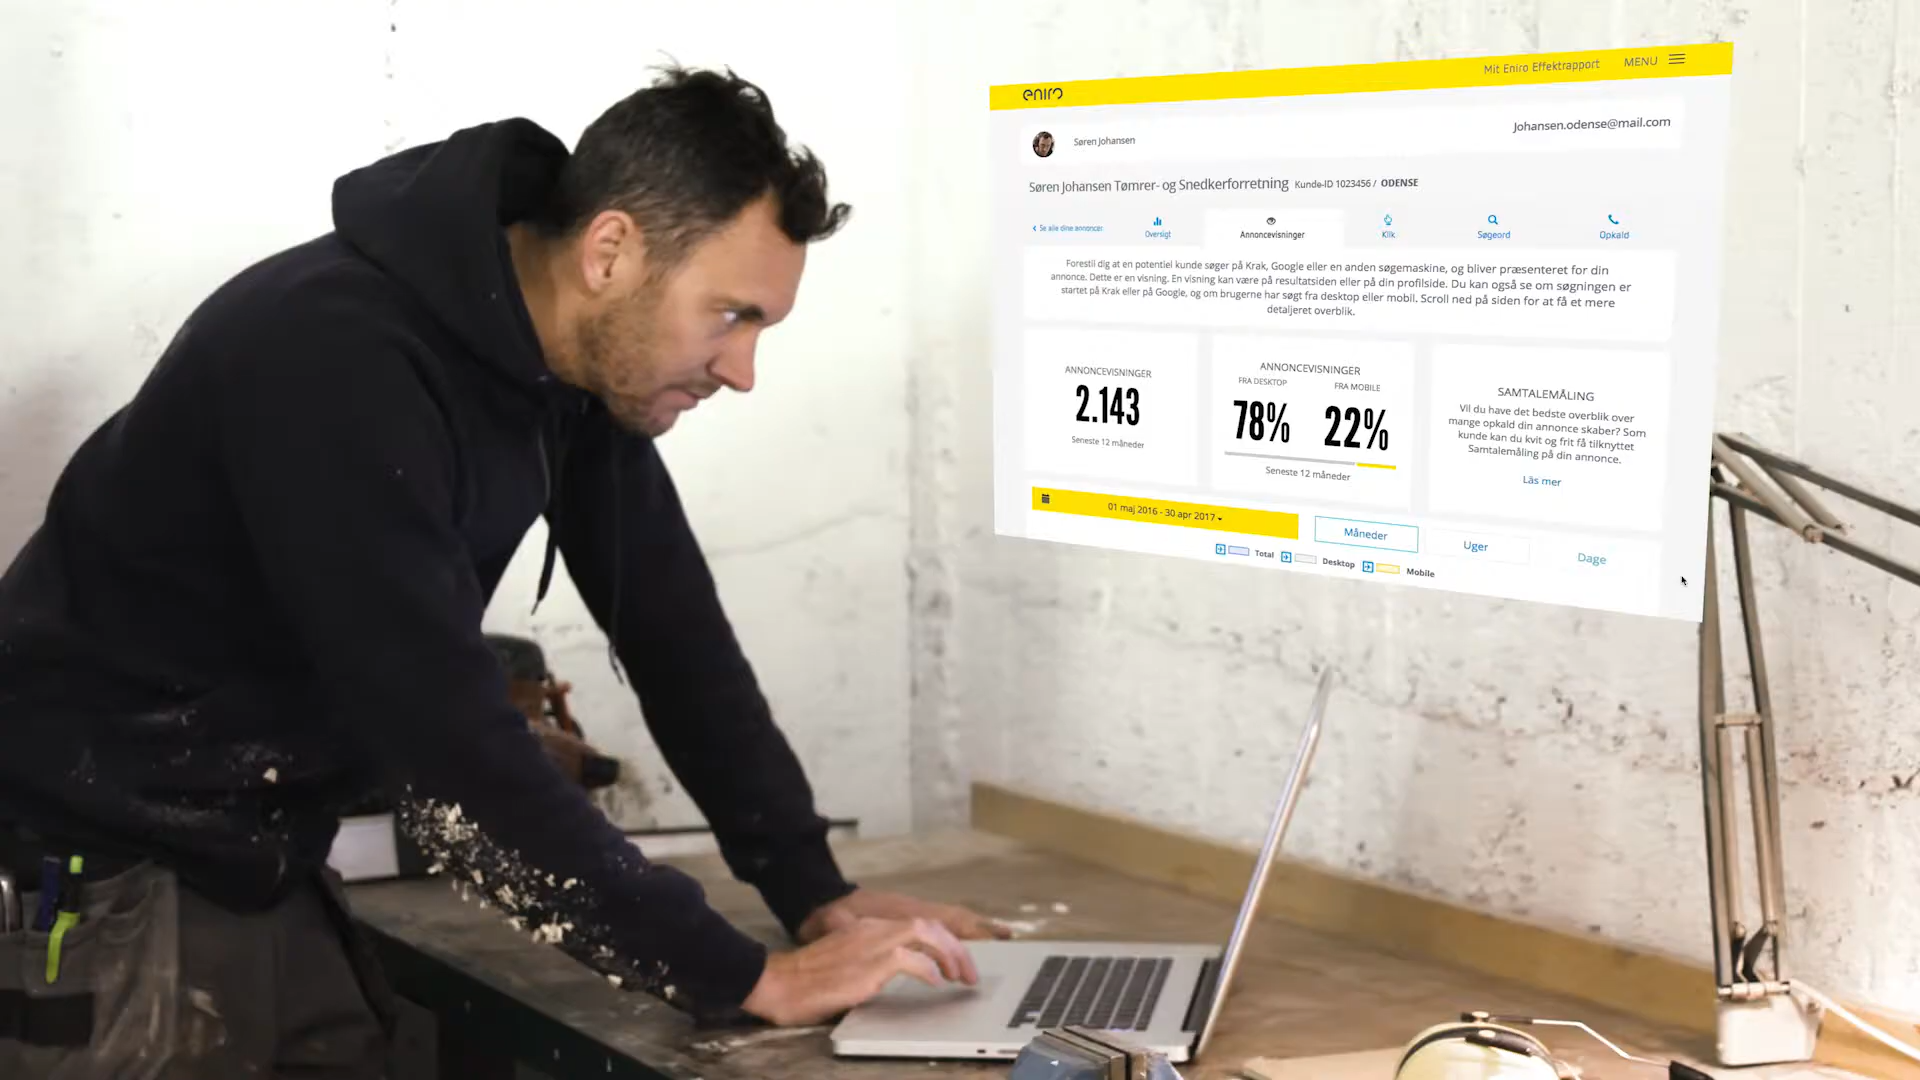 eniro
Mit Eniro Effektrapport MENU
Søren Johansen
Johansen.odense@mail.com
Søren Johansen Tømrer- og Snedkerforretning Kunde-ID 1023456 / ODENSE
Se alle dine annoncer
Oversigt
Annoncevisninger
Klik
Søgeord
Opkald
Forestil dig at en potentiel kunde søger på Krak, Google eller en anden søgemaskine, og bliver præsenteret for din
annonce. Dette er en visning. En visning kan være på resultatsiden eller på din profilside. Du kan også se om søgningen er
startet på Krak eller på Google, og om brugerne har søgt fra desktop eller mobil. Scroll ned på siden for at få et mere
detaljeret overblik.
ANNONCEVISNINGER
2.143
Seneste 12 måneder
ANNONCEVISNINGER
FRA DESKTOP FRA MOBILE
78% 22%
Seneste 12 måneder
SAMTALEMÅLING
Vil du have det bedste overblik over
mange opkald din annonce skaber? Som
kunde kan du kvit og frit få tilknyttet
Samtalemåling på din annonce.
Läs mer
01 maj 2016 - 30 apr 2017
Måneder
Uger
Dage
Total
Desktop
Mobile